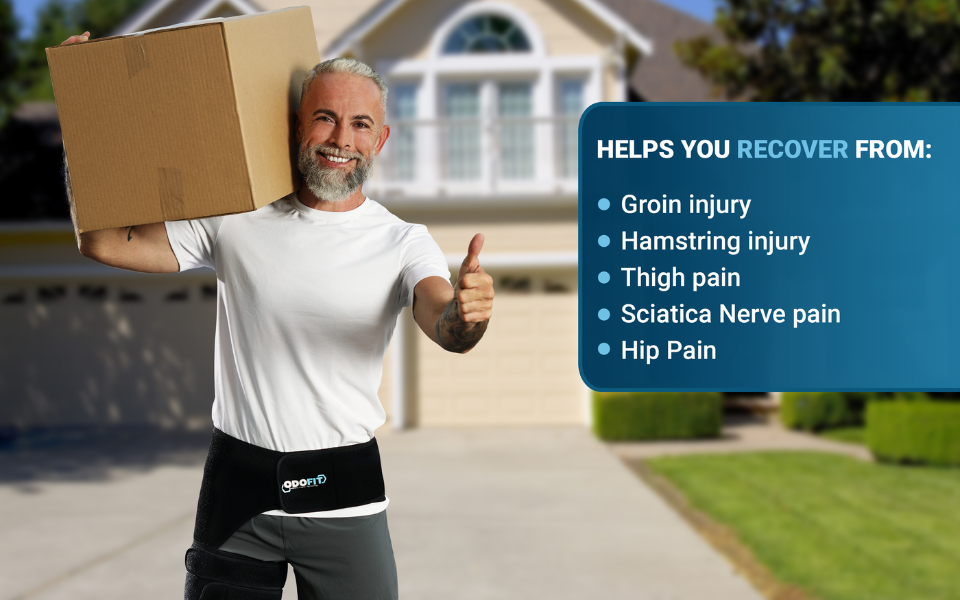 HELPS YOU RECOVER FROM:
Groin injury
Hamstring injury
Thigh pain
Sciatica Nerve pain
Hip Pain
ODOFIT